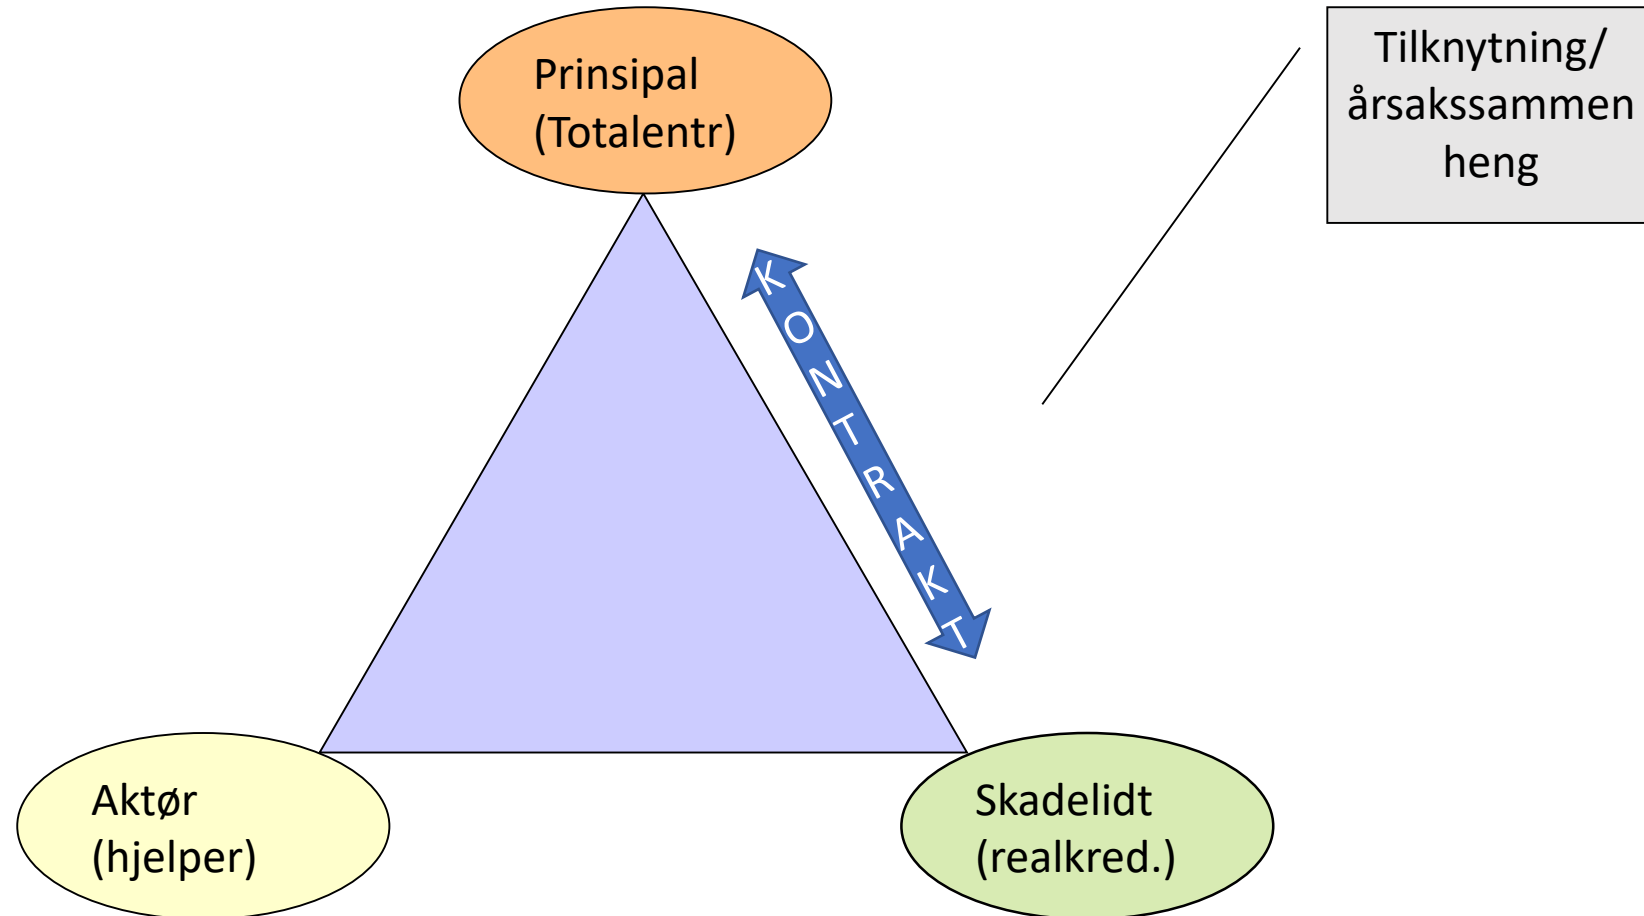 Prinsipal
(Totalentr)
Tilknytning/
årsakssammen
heng
KONTRAKT
Aktør
(hjelper)
Skadelidt
(realkred.)